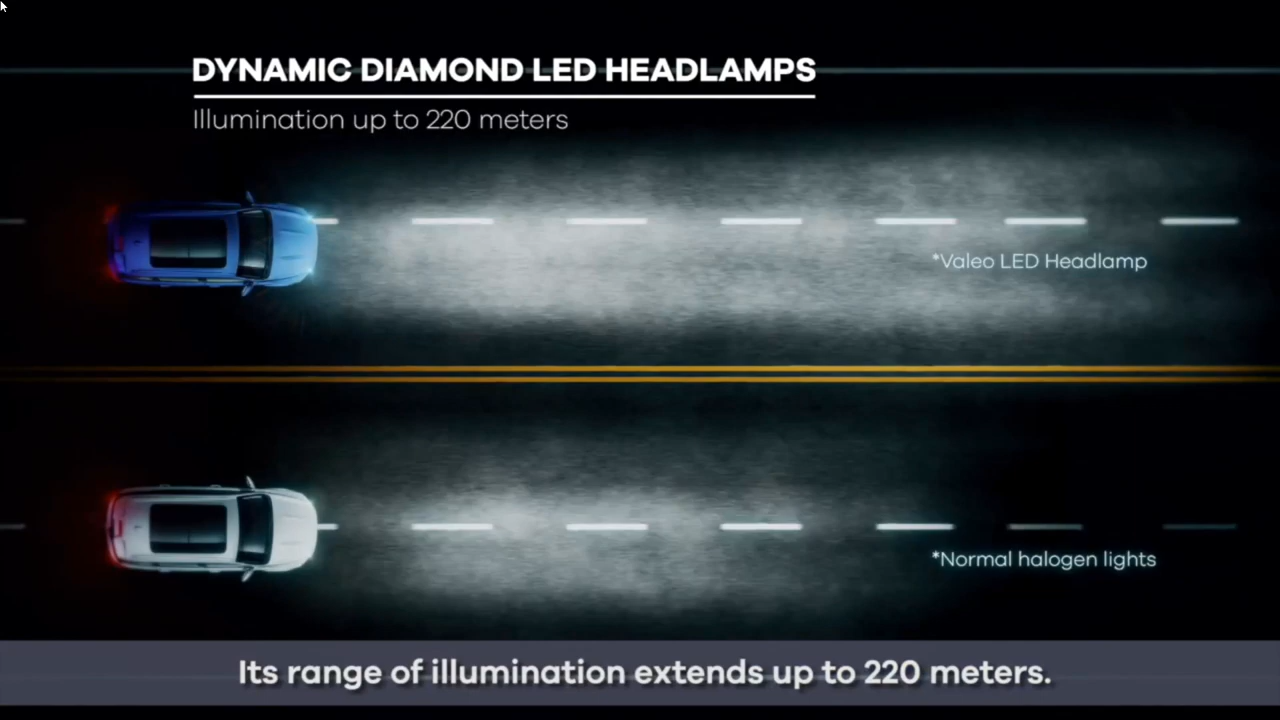 DYNAMIC DIAMOND LED HEADLAMPS
Illumination up to 220 meters
*Valeo LED Headlamp
*Normal halogen lights
Its range of illumination extends up to 220 meters.